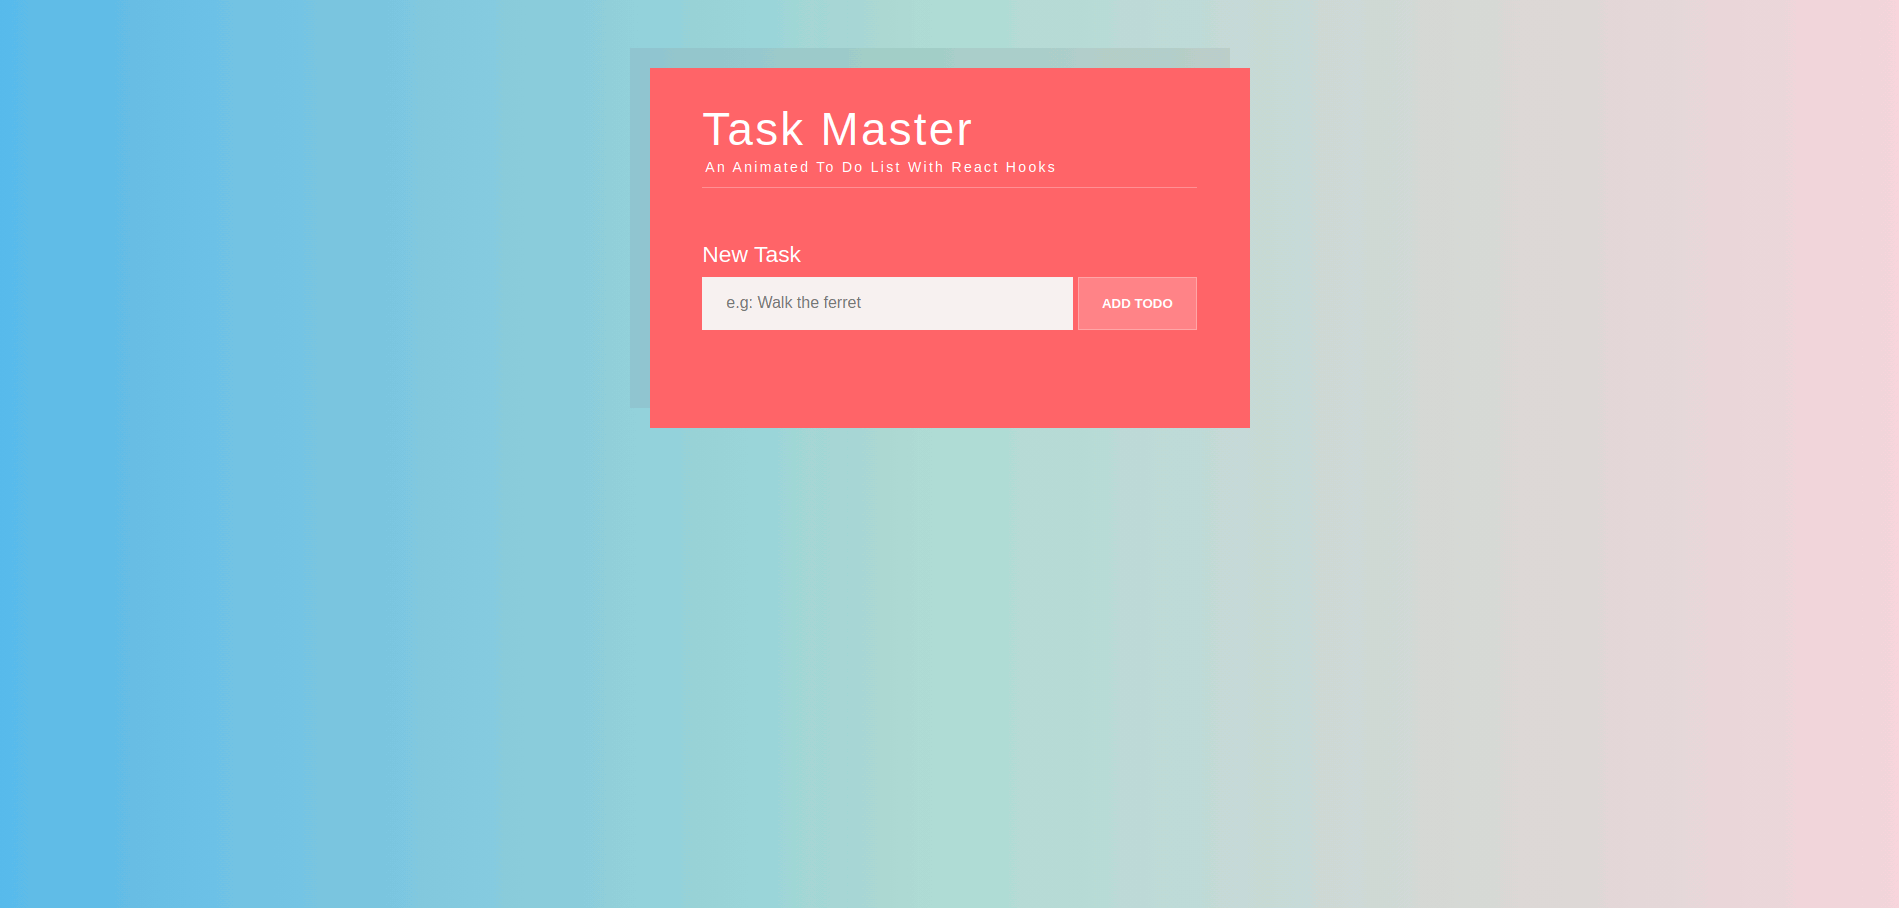 Task Master
An Animated To Do List With React Hooks
New Task
e.g: Walk the ferret
ADD TODO